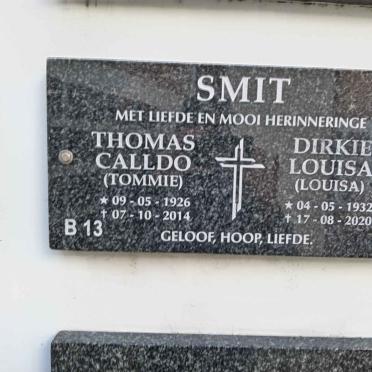 SMIT
MET LIEFDE EN MOOI HERINNERINGE
THOMAS
CALLDO
(TOMMIE)
★ 09 - 05 - 1926
† 07 - 10 - 2014
DIRKIE
LOUISA
(LOUISA)
★ 04 - 05 - 1932
† 17 - 08 - 2020
B 13
GELOOF, HOOP, LIEFDE.